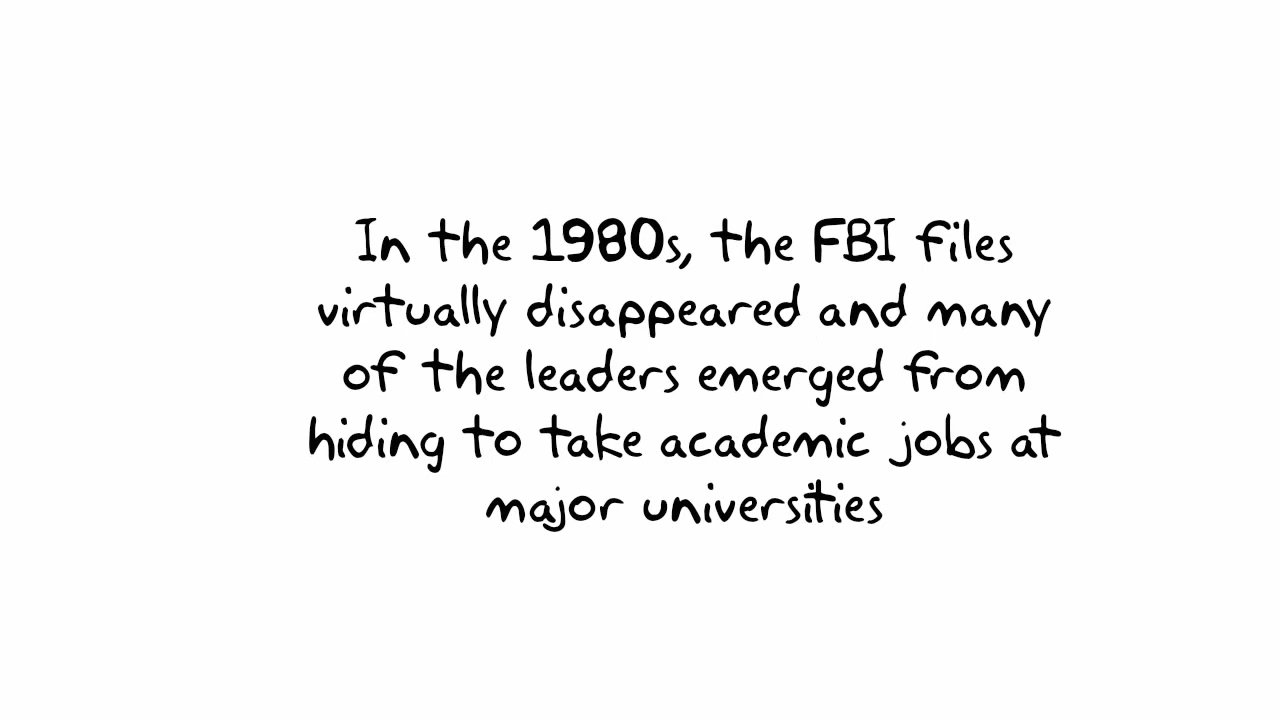 In the 1980s, the FBI files
virtually disappeared and many
of the leaders emerged from
hiding to take academic jobs at
major universities